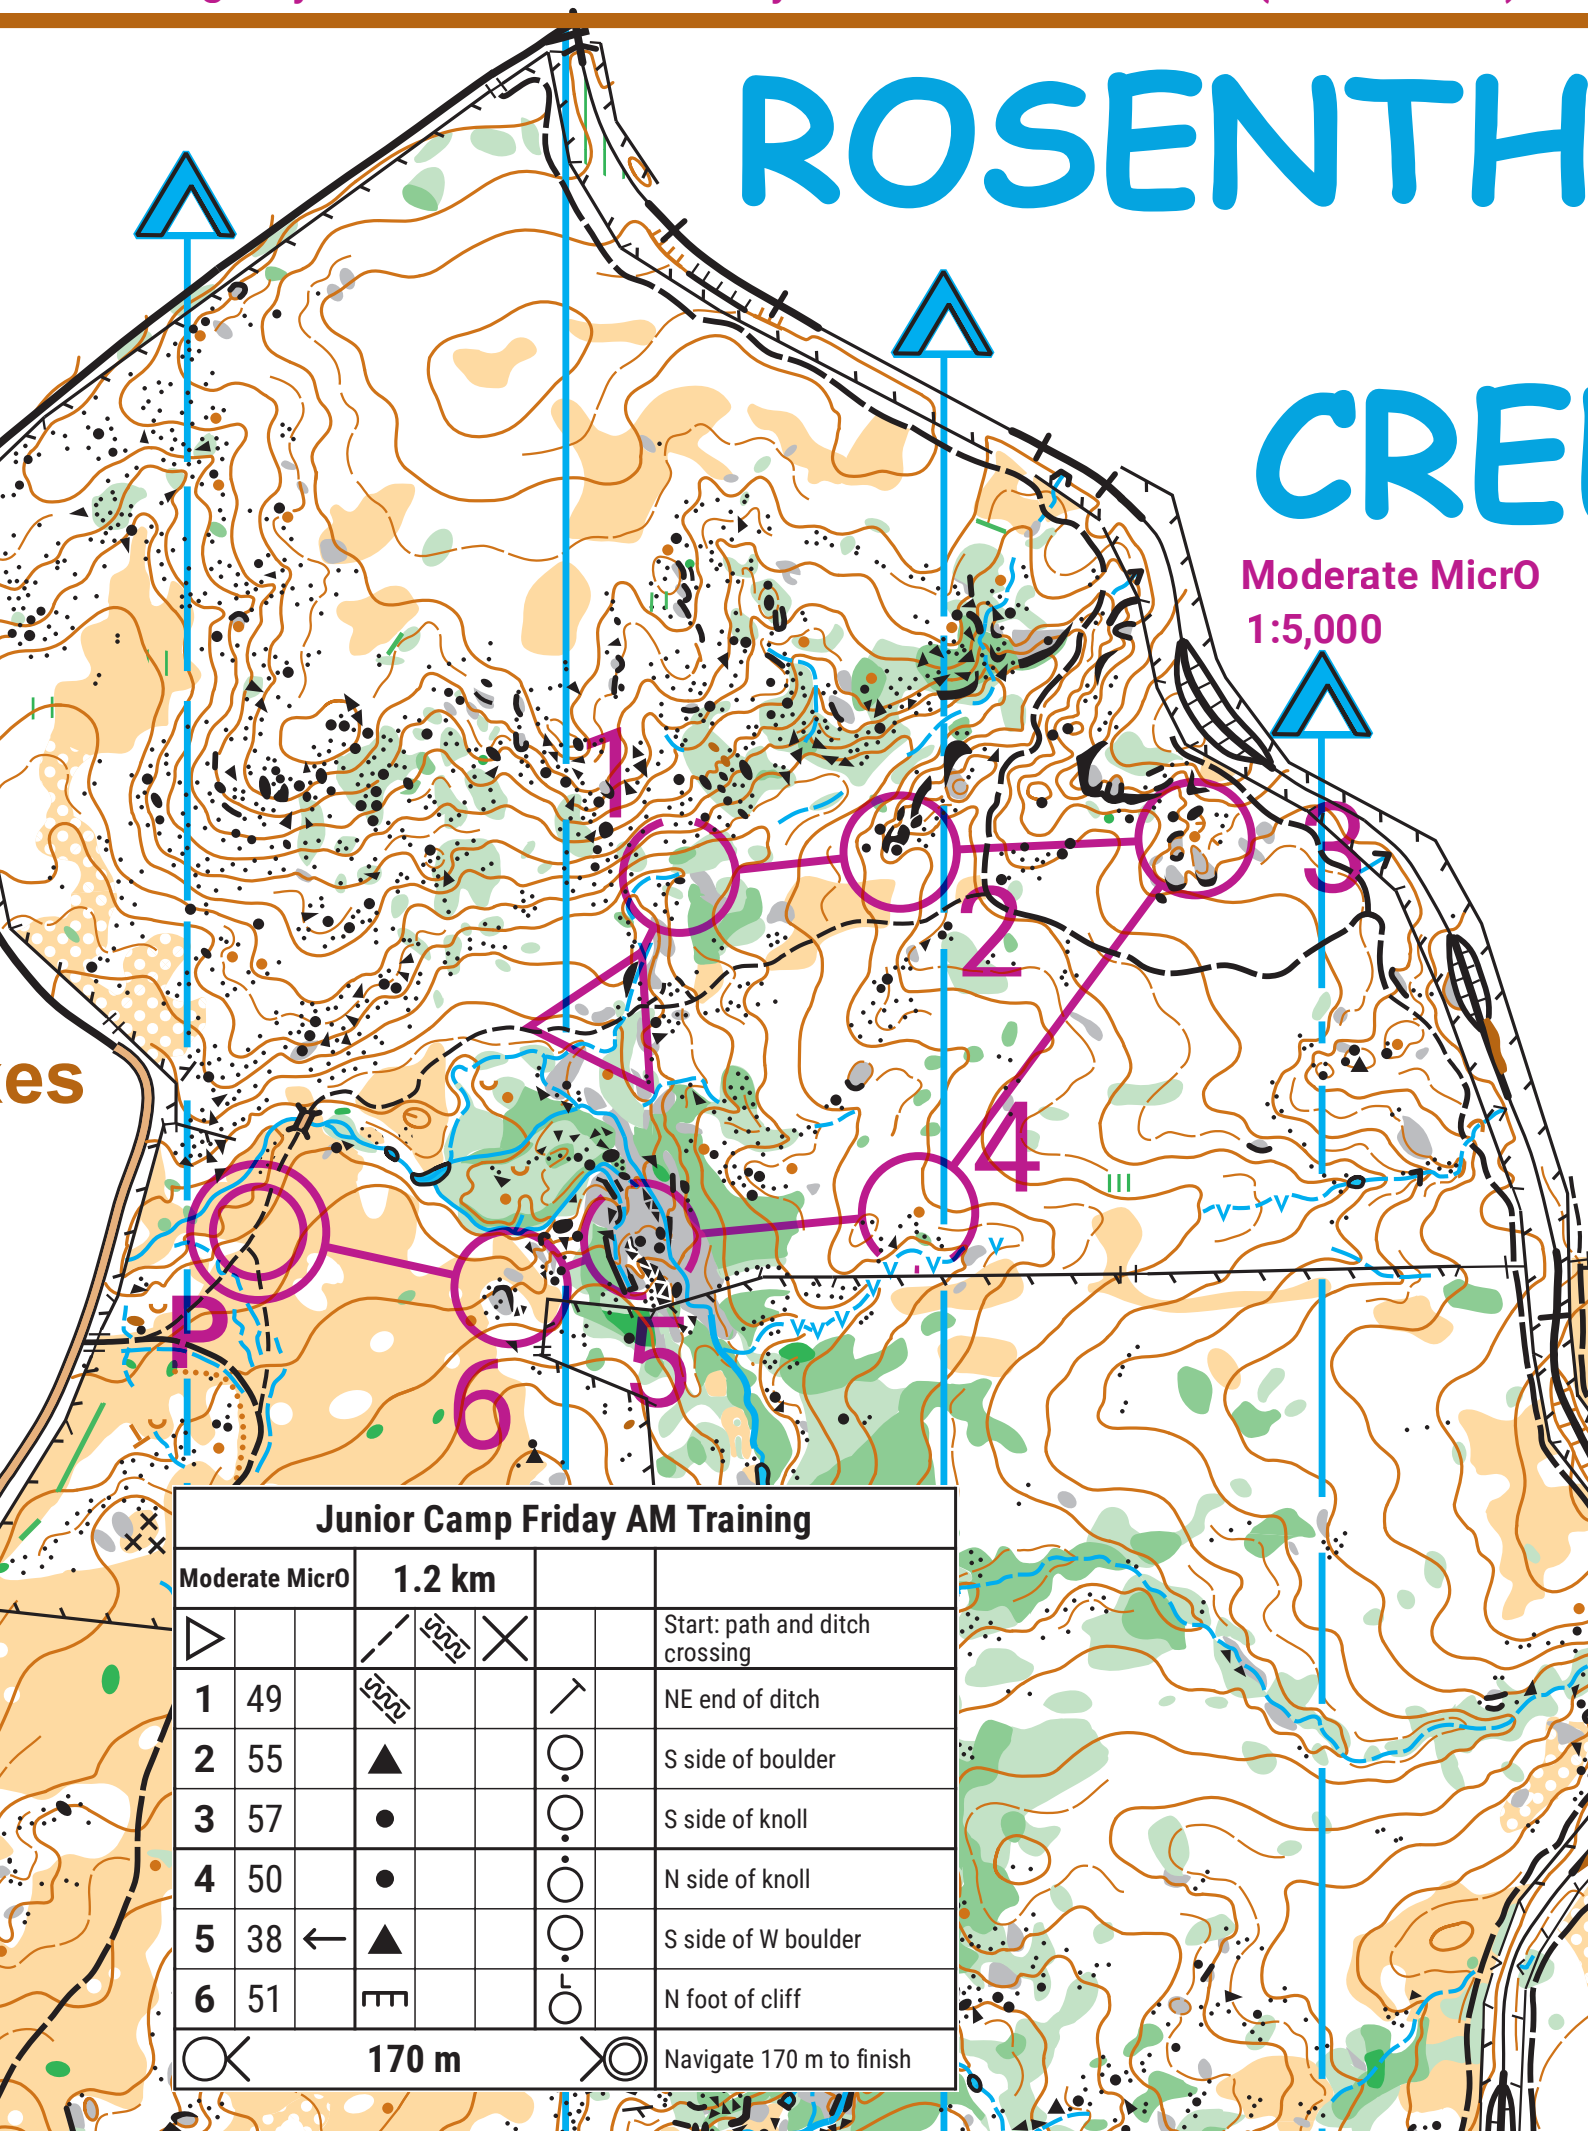 ROSENTH
CREE
Moderate MicrO
1:5,000
1
2
3
4
5
6
P
Junior Camp Friday AM Training
Moderate MicrO 1.2 km
Start: path and ditch
crossing
1 49 NE end of ditch
2 55 S side of boulder
3 57 S side of knoll
4 50 N side of knoll
5 38 S side of W boulder
6 51 N foot of cliff
170 m Navigate 170 m to finish